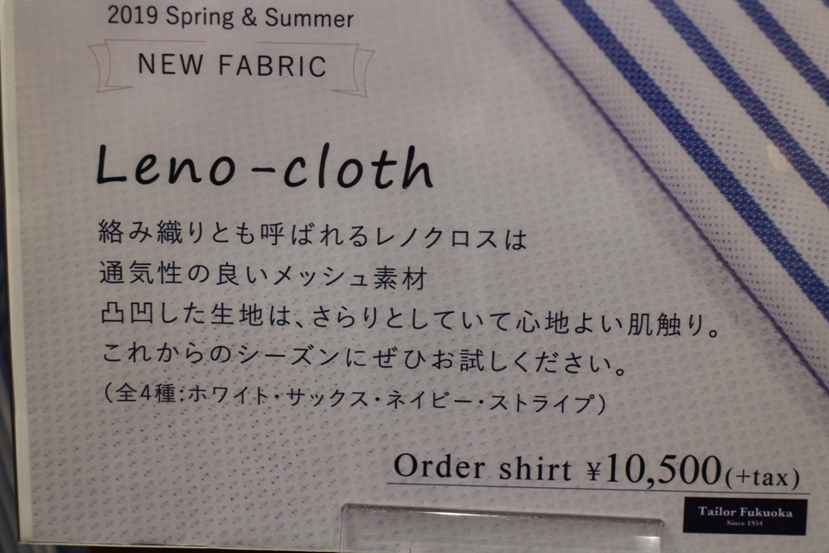 2019 Spring & Summer
NEW FABRIC
Leno-cloth
絡み織りとも呼ばれるレノクロスは
通気性の良いメッシュ素材
凸凹した生地は、さらりとしていて心地よい肌触り。
これからのシーズンにぜひお試しください。
(全4種:ホワイト・サックス・ネイビー・ストライプ)
Order shirt ¥10,500(+tax)
Tailor Fukuoka
Since 1954